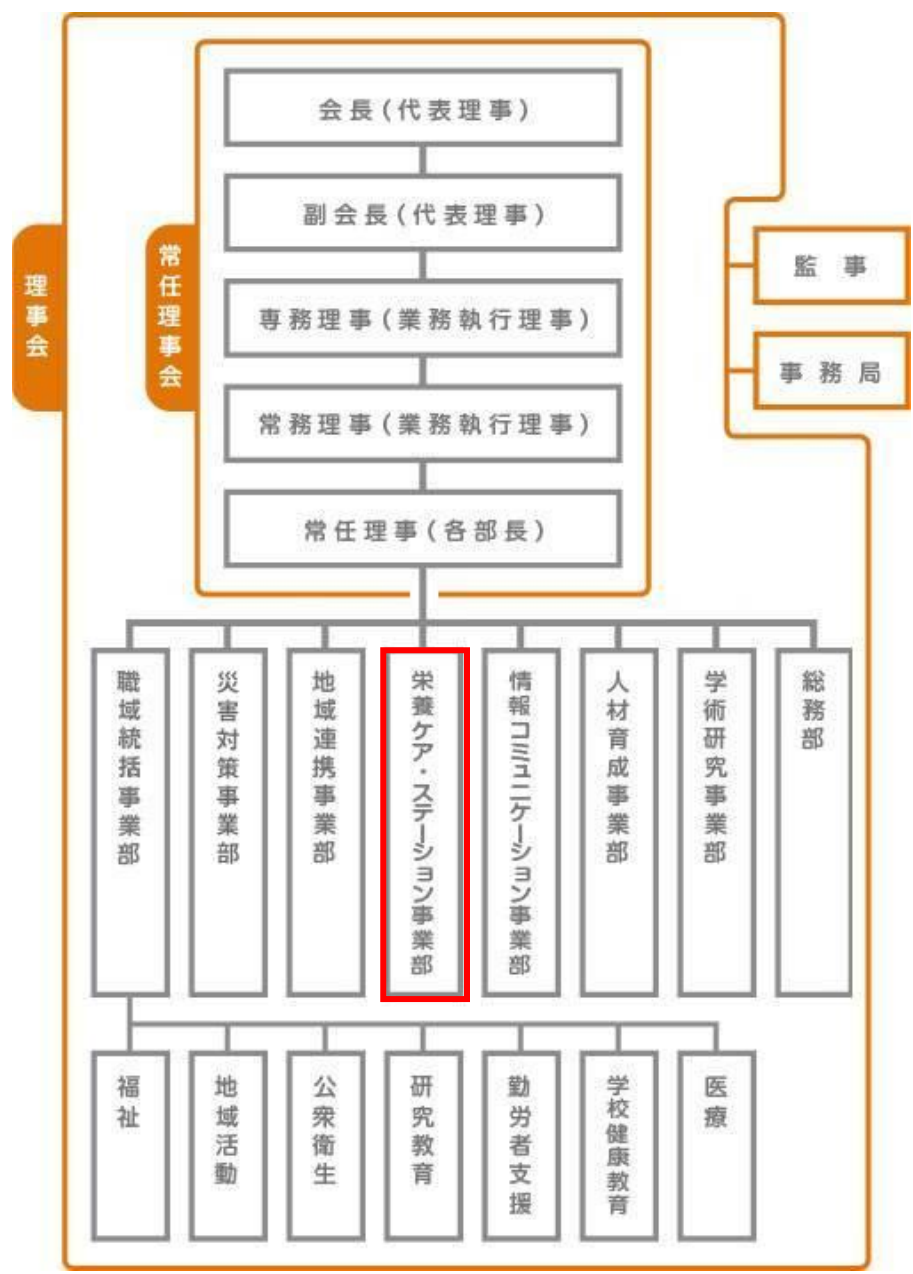 会長(代表理事)
副会長(代表理事)
専務理事(業務執行理事)
常務理事(業務執行理事)
常任理事(各部長)
理事会
常任理事会
監事
事務局
総務部
学術研究事業部
人材育成事業部
情報コミュニケーション事業部
栄養ケア・ステーション事業部
地域連携事業部
災害対策事業部
職域統括事業部
医療
学校健康教育
勤労者支援
研究教育
公衆衛生
地域活動
福祉